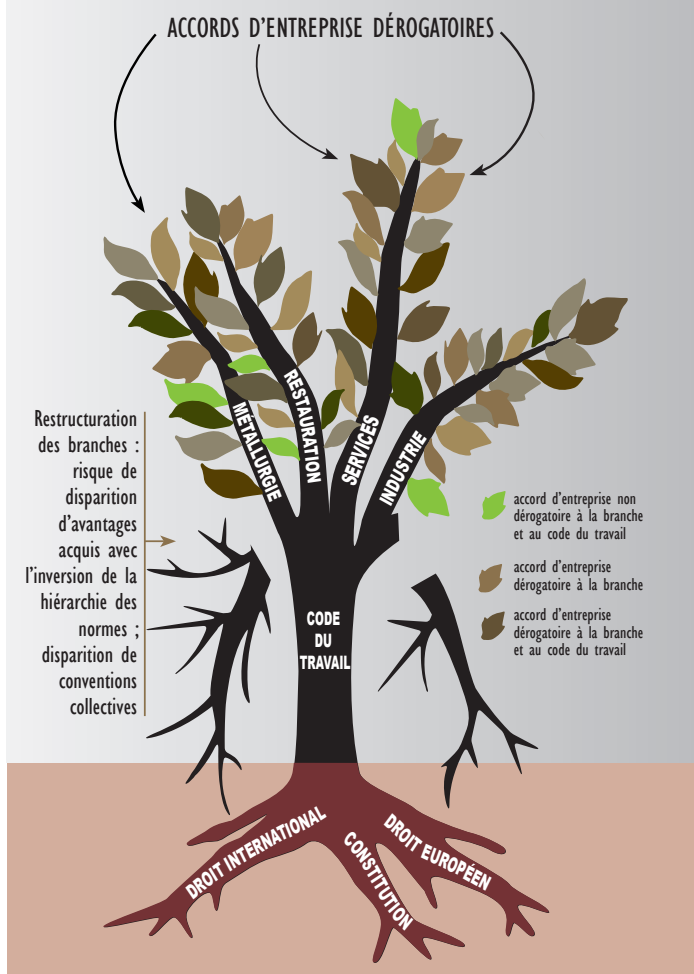 ACCORDS D'ENTREPRISE DÉROGATOIRES
MÉTALLURGIE
RESTAURATION
SERVICES
INDUSTRIE
Restructuration
des branches :
risque de
disparition
d'avantages
acquis avec
l'inversion de la
hiérarchie des
normes ;
disparition de
conventions
collectives
accord d'entreprise non
dérogatoire à la branche
et au code du travail
accord d'entreprise
dérogatoire à la branche
accord d'entreprise
dérogatoire à la branche
et au code du travail
CODE
DU
TRAVAIL
DROIT INTERNATIONAL
CONSTITUTION
DROIT EUROPÉEN